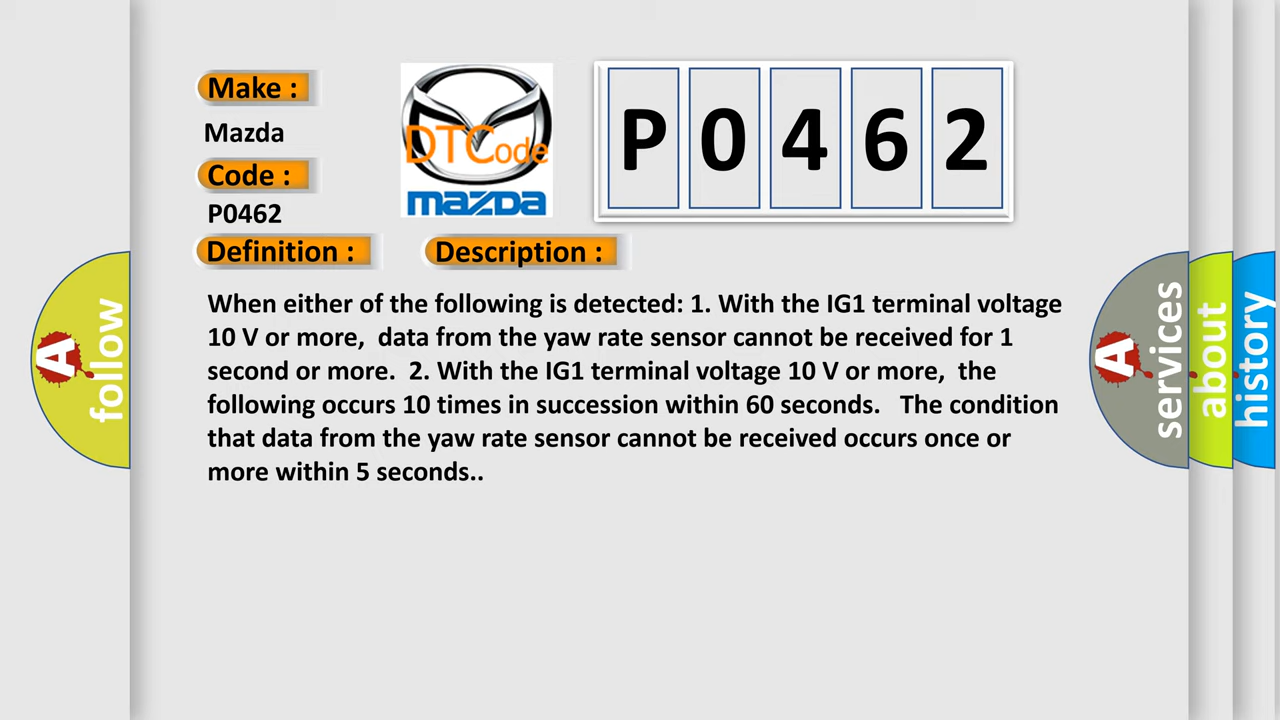 Make :
Mazda
Code :
P0462
Definition :
Description :
DTCode
mazda
P0462
When either of the following is detected: 1. With the IG1 terminal voltage
10 V or more,  data from the yaw rate sensor cannot be received for 1
second or more.  2. With the IG1 terminal voltage 10 V or more,  the
following occurs 10 times in succession within 60 seconds.   The condition
that data from the yaw rate sensor cannot be received occurs once or
more within 5 seconds..
A
follow
A
services
about
history